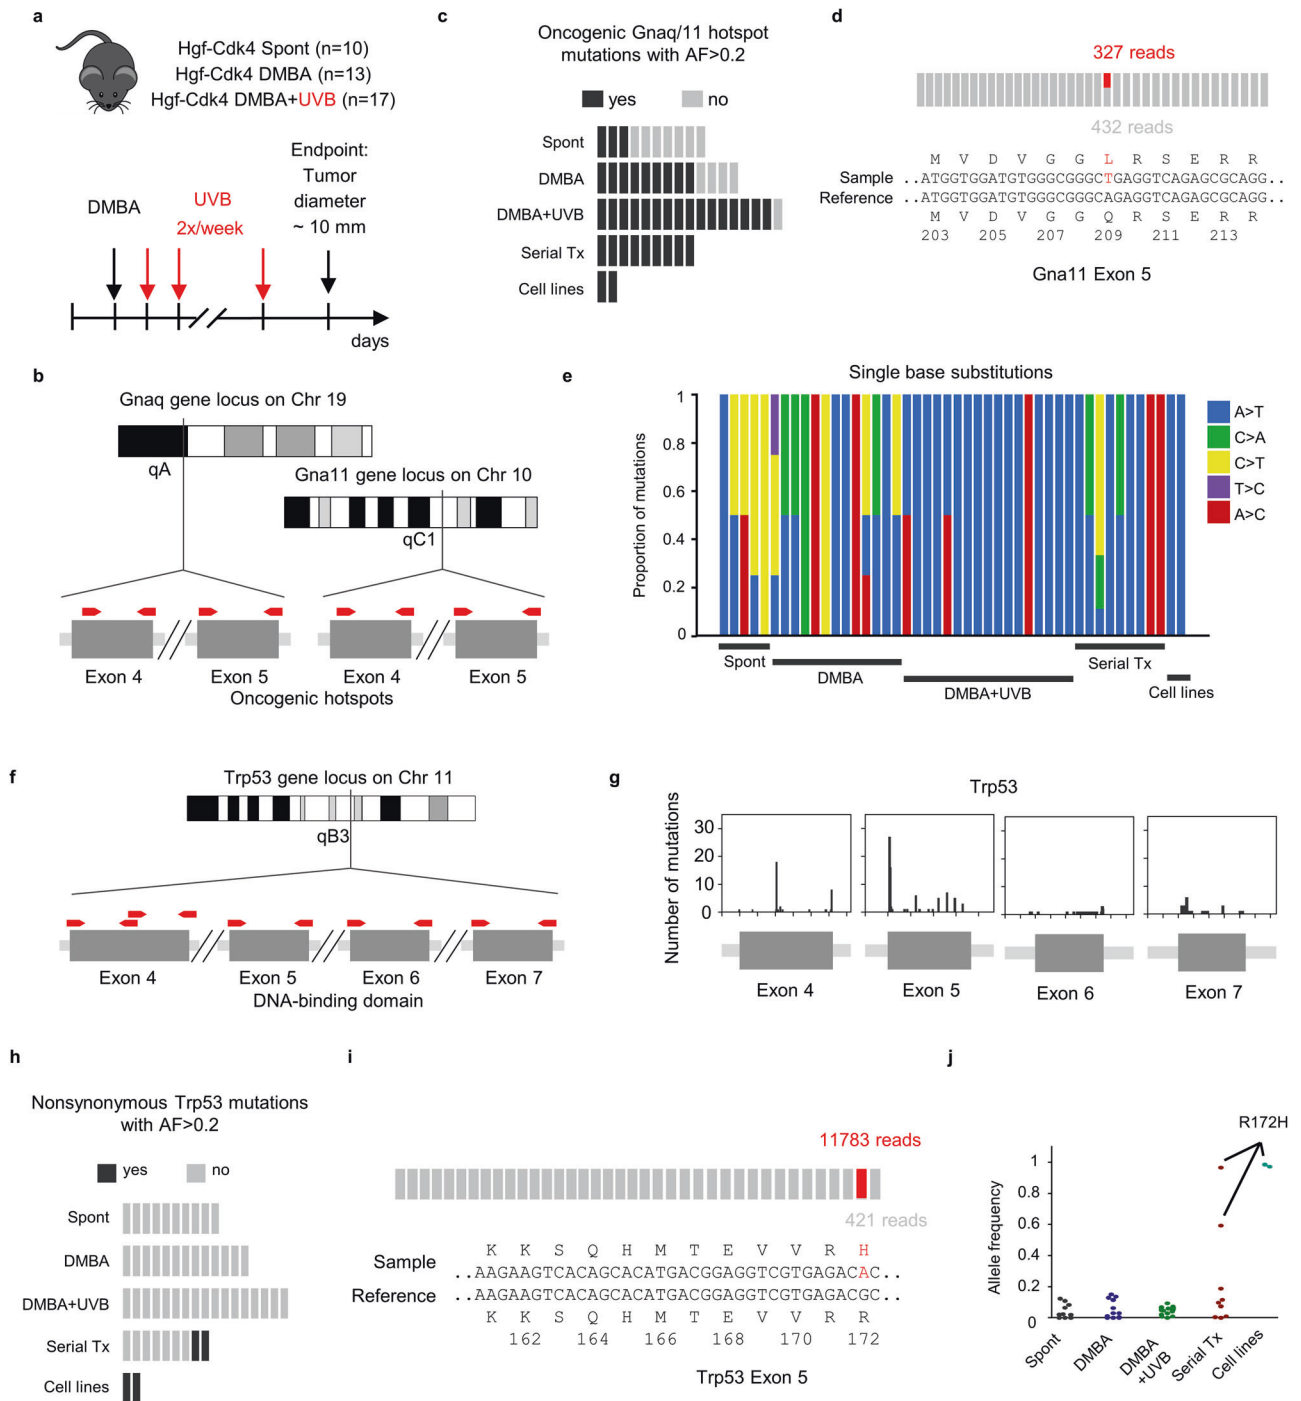 a
Hgf-Cdk4 Spont (n=10)
Hgf-Cdk4 DMBA (n=13)
Hgf-Cdk4 DMBA+UVB (n=17)
DMBA
UVB
2x/week
Endpoint:
Tumor
diameter
~ 10 mm
days
b
Gnaq gene locus on Chr 19
qA
Gna11 gene locus on Chr 10
qC1
Exon 4
Exon 5
Exon 4
Exon 5
Oncogenic hotspots
c
Oncogenic Gnaq/11 hotspot
mutations with AF>0.2
yes
no
Spont
DMBA
DMBA+UVB
Serial Tx
Cell lines
d
327 reads
432 reads
M V D V G G L R S E R R
Sample ..ATGGTGGATGTGGGCGGGCTGAGGTCAGAGCGCAGG..
Reference ..ATGGTGGATGTGGGCGGGCAGAGGTCAGAGCGCAGG..
M V D V G G Q R S E R R
203 205 207 209 211 213
Gna11 Exon 5
e
Single base substitutions
Proportion of mutations
1
0.8
0.6
0.4
0.2
0
A>T
C>A
C>T
T>C
A>C
Spont
DMBA
DMBA+UVB
Serial Tx
Cell lines
f
Trp53 gene locus on Chr 11
qB3
Exon 4
Exon 5
Exon 6
Exon 7
DNA-binding domain
g
Trp53
Number of mutations
30
20
10
0
Exon 4
Exon 5
Exon 6
Exon 7
h
Nonsynonymous Trp53 mutations
with AF>0.2
yes
no
Spont
DMBA
DMBA+UVB
Serial Tx
Cell lines
i
11783 reads
421 reads
K K S Q H M T E V V R H
Sample ..AAGAAGTCACAGCACATGACGGAGGTCGTGAGACAC..
Reference ..AAGAAGTCACAGCACATGACGGAGGTCGTGAGACGC..
K K S Q H M T E V V R R
162 164 166 168 170 172
Trp53 Exon 5
j
R172H
Allele frequency
1
0.8
0.6
0.4
0.2
0
Spont
DMBA
DMBA
+UVB
Serial Tx
Cell lines